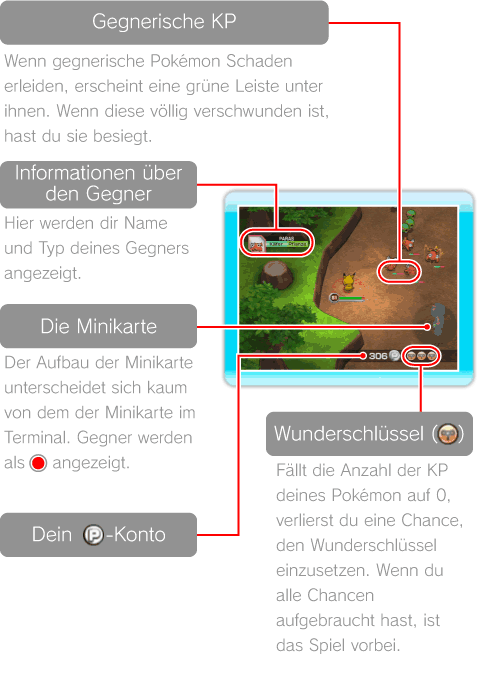 Gegnerische KP
Wenn gegnerische Pokémon Schaden
erleiden, erscheint eine grüne Leiste unter
ihnen. Wenn diese völlig verschwunden ist,
hast du sie besiegt.
Informationen über
den Gegner
Hier werden dir Name
und Typ deines Gegners
angezeigt.
PARAS
Käfer Pflanze
Die Minikarte
Der Aufbau der Minikarte
unterscheidet sich kaum
von dem der Minikarte im
Terminal. Gegner werden
als angezeigt.
306 P
Wunderschlüssel ( )
Fällt die Anzahl der KP
deines Pokémon auf 0,
verlierst du eine Chance,
den Wunderschlüssel
einzusetzen. Wenn du
alle Chancen
aufgebraucht hast, ist
das Spiel vorbei.
Dein P-Konto